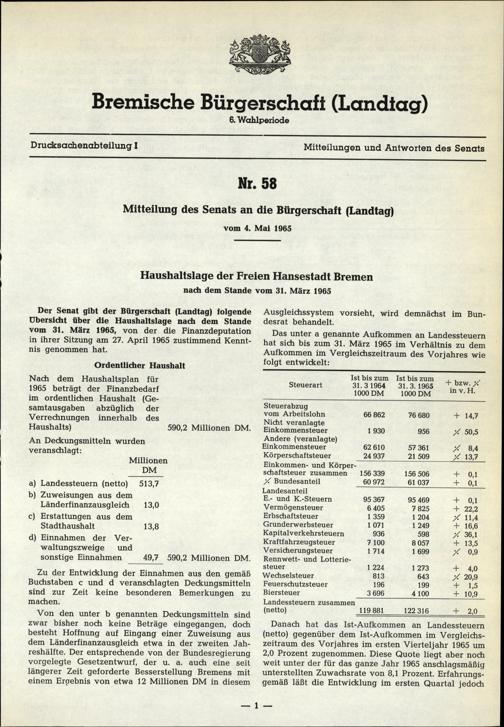 Bremische Bürgerschaft (Landtag)
6. Wahlperiode
Drucksachenabteilung I
Mitteilungen und Antworten des Senats
Nr. 58
Mitteilung des Senats an die Bürgerschaft (Landtag)
vom 4. Mai 1965
Haushaltslage der Freien Hansestadt Bremen
nach dem Stande vom 31. März 1965
Der Senat gibt der Bürgerschaft (Landtag) folgende
Übersicht über die Haushaltslage nach dem Stande
vom 31. März 1965, von der die Finanzdeputation
in ihrer Sitzung am 27. April 1965 zustimmend Kennt-
nis genommen hat.
Ordentlicher Haushalt
Nach dem Haushaltsplan für
1965 beträgt der Finanzbedarf
im ordentlichen Haushalt (Ge-
samtausgaben abzüglich der
Verrechnungen innerhalb des
Haushalts) 590,2 Millionen DM.
An Deckungsmitteln wurden
veranschlagt:
Millionen
DM
a) Landessteuern (netto) 513,7
b) Zuweisungen aus dem
Länderfinanzausgleich 13,0
c) Erstattungen aus dem
Stadthaushalt 13,8
d) Einnahmen der Ver-
waltungszweige und
sonstige Einnahmen 49,7 590,2 Millionen DM.
Zu der Entwicklung der Einnahmen aus den gemäß
Buchstaben c und d veranschlagten Deckungsmitteln
sind zur Zeit keine besonderen Bemerkungen zu
machen.
Von den unter b genannten Deckungsmitteln sind
zwar bisher noch keine Beträge eingegangen, doch
besteht Hoffnung auf Eingang einer Zuweisung aus
dem Länderfinanzausgleich etwa in der zweiten Jah-
reshälfte. Der entsprechende von der Bundesregierung
vorgelegte Gesetzentwurf, der u. a. auch eine seit
längerer Zeit geforderte Besserstellung Bremens mit
einem Ergebnis von etwa 12 Millionen DM in diesem
Ausgleichssystem vorsieht, wird demnächst im Bun-
desrat behandelt.
Das unter a genannte Aufkommen an Landessteuern
hat sich bis zum 31. März 1965 im Verhältnis zu dem
Aufkommen im Vergleichszeitraum des Vorjahres wie
folgt entwickelt:
Steuerart Ist bis zum 31. 3 1964 1000 DM Ist bis zum 31. 3. 1965 1000 DM + bzw. ⁒ in v. H.
Steuerabzug
vom Arbeitslohn 66 862 76 680 + 14,7
Nicht veranlagte
Einkommensteuer 1 930 956 ⁒ 50,5
Andere (veranlagte)
Einkommensteuer 62 610 57 361 ⁒ 8,4
Körperschaftsteuer 24 937 21 509 ⁒ 13,7
Einkommen- und Körper-
schaftsteuer zusammen 156 339 156 506 + 0,1
⁒ Bundesanteil 60 972 61 037 + 0,1
Landesanteil
E.- und K.-Steuern 95 367 95 469 + 0,1
Vermögensteuer 6 405 7 825 + 22,2
Erbschaftsteuer 1 359 1 204 ⁒ 11,4
Grunderwerbsteuer 1 071 1 249 + 16,6
Kapitalverkehrsteuern 936 598 ⁒ 36,1
Kraftfahrzeugsteuer 7 100 8 057 + 13,5
Versicherungsteuer 1 714 1 699 ⁒ 0,9
Rennwett- und Lotterie-
steuer 1 224 1 273 + 4,0
Wechselsteuer 813 643 ⁒ 20,9
Feuerschutzsteuer 196 199 + 1,5
Biersteuer 3 696 4 100 + 10,9
Landessteuern zusammen
(netto) 119 881 122 316 + 2,0
Danach hat das Ist-Aufkommen an Landessteuern
(netto) gegenüber dem Ist-Aufkommen im Vergleichs-
zeitraum des Vorjahres im ersten Vierteljahr 1965 um
2,0 Prozent zugenommen. Diese Quote liegt aber noch
weit unter der für das ganze Jahr 1965 anschlagsmäßig
unterstellten Zuwachsrate von 8,1 Prozent. Erfahrungs-
gemäß läßt die Entwicklung im ersten Quartal jedoch
— 1 —